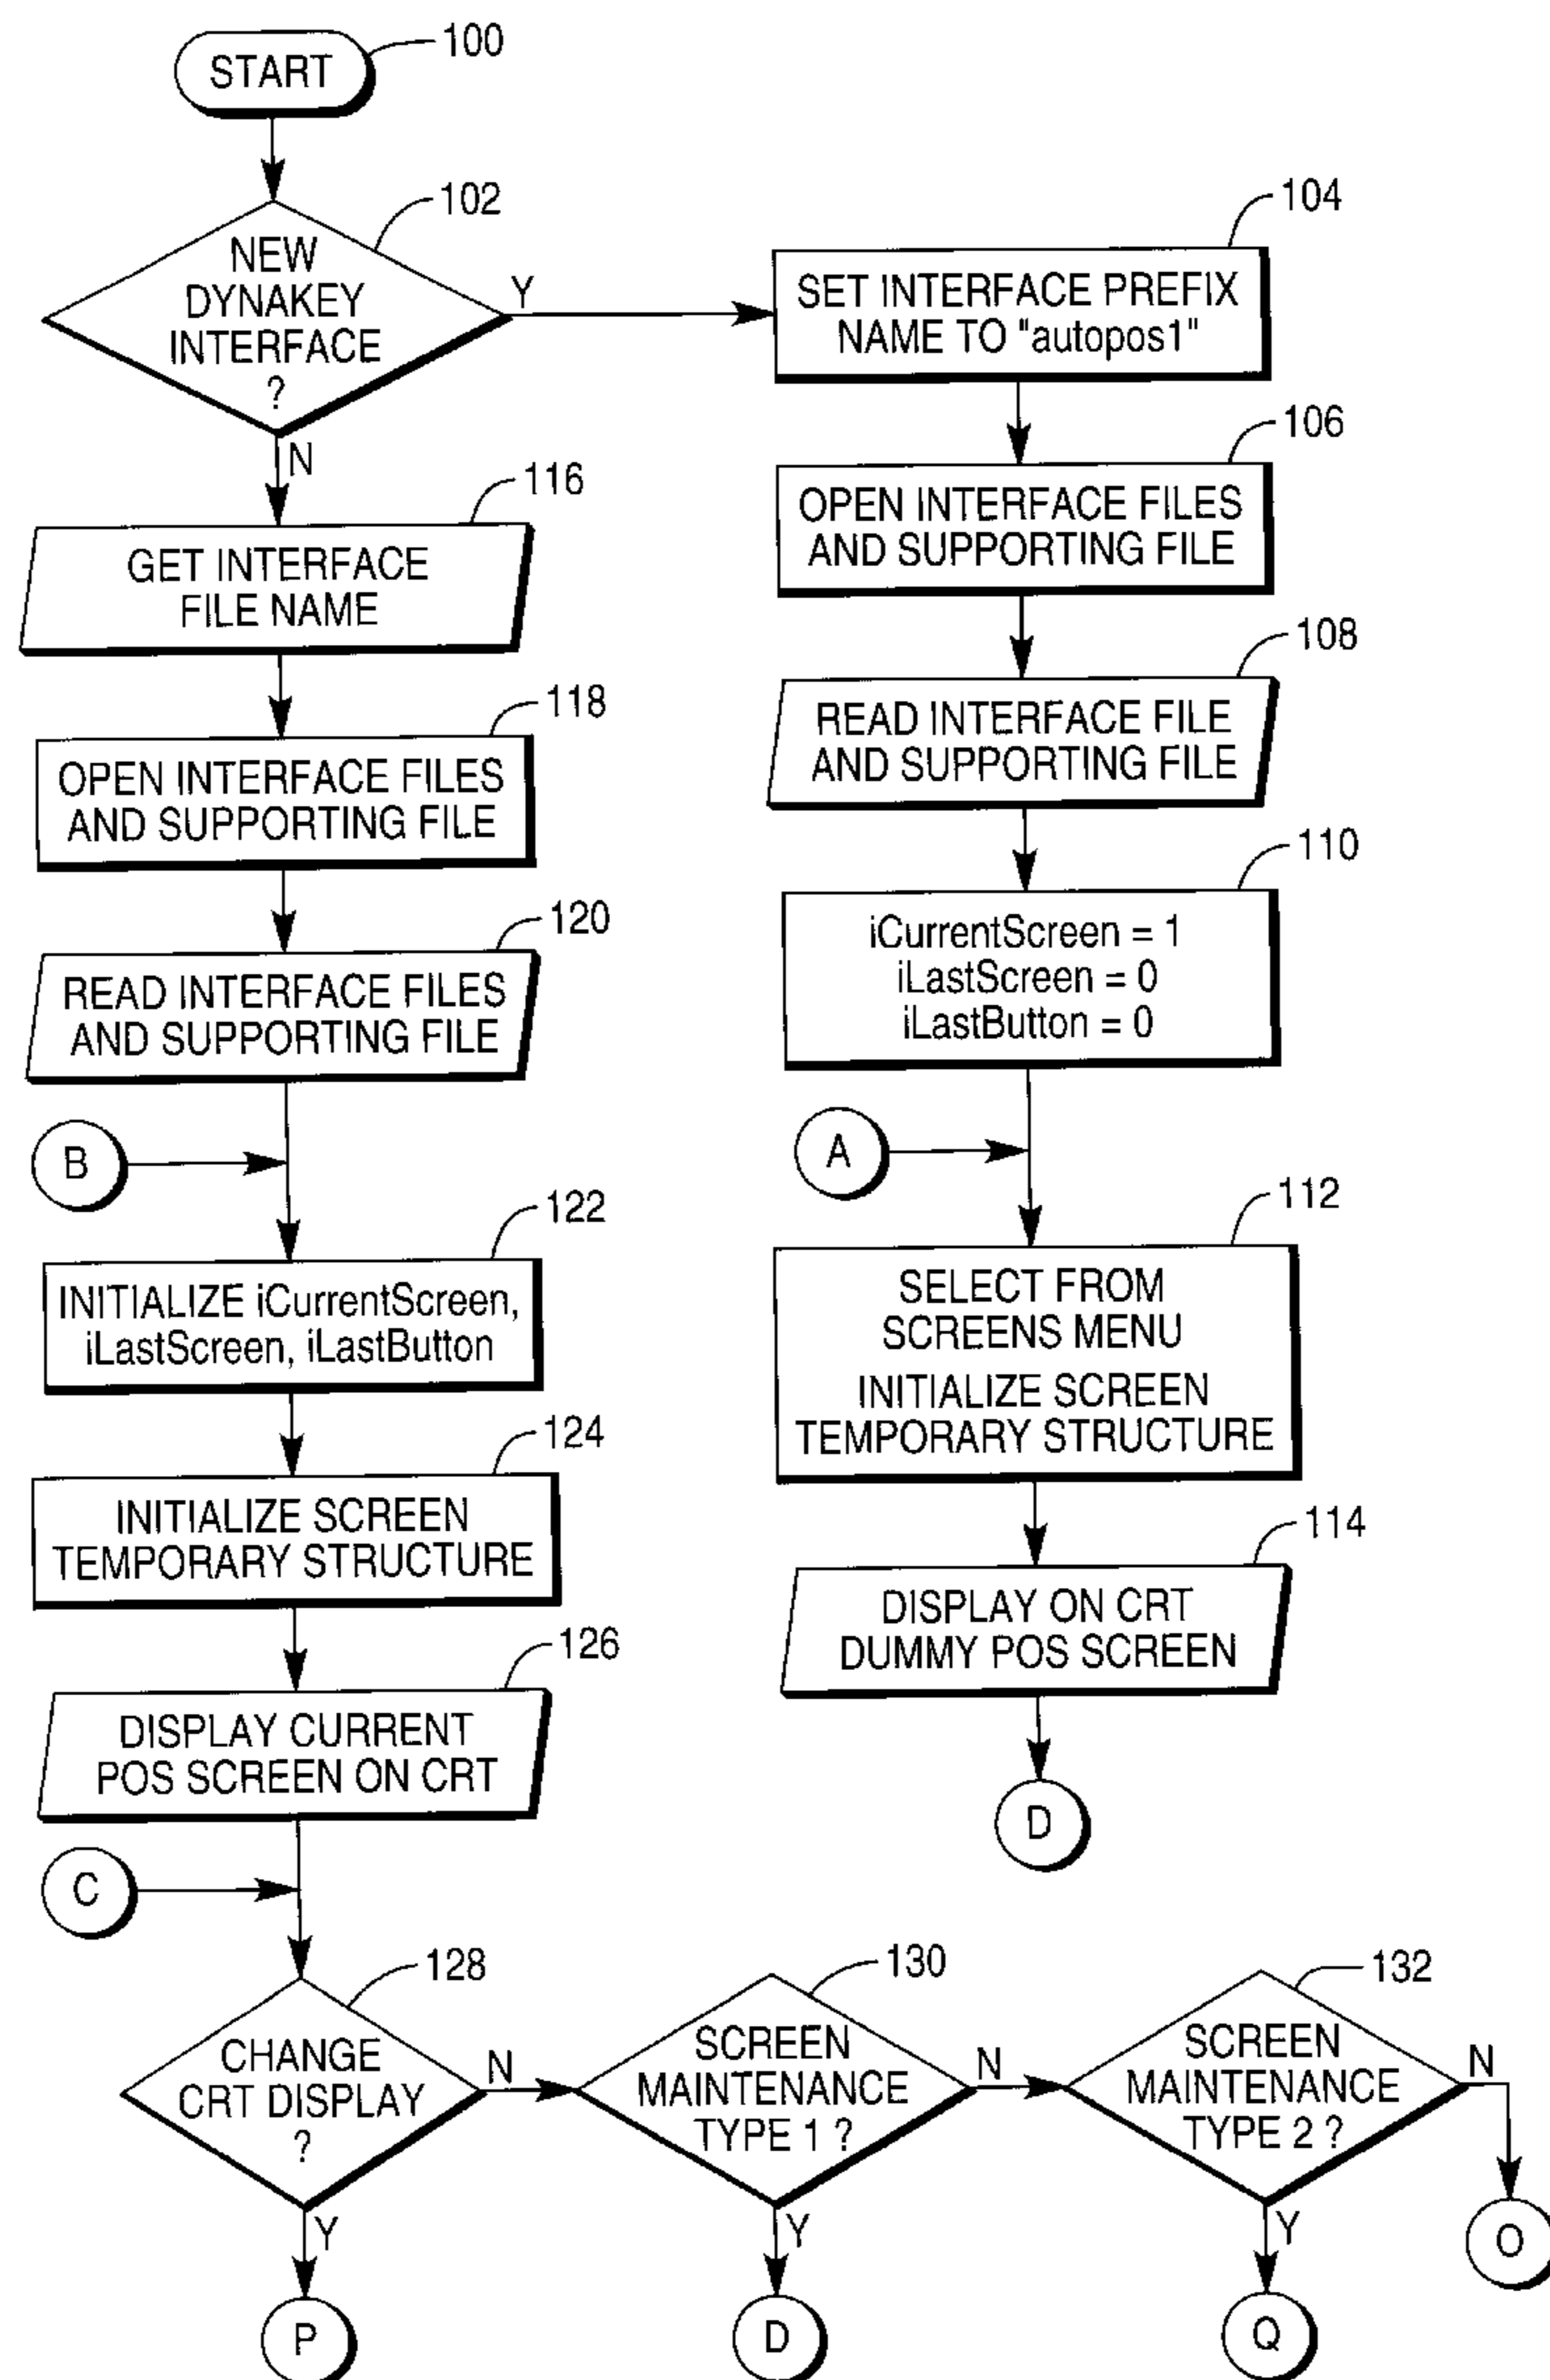 START
100
102
NEW
DYNAKEY
INTERFACE
?
Y
N
104
SET INTERFACE PREFIX
NAME TO "autopos1"
106
OPEN INTERFACE FILES
AND SUPPORTING FILE
108
READ INTERFACE FILE
AND SUPPORTING FILE
110
iCurrentScreen = 1
iLastScreen = 0
iLastButton = 0
A
112
SELECT FROM
SCREENS MENU
INITIALIZE SCREEN
TEMPORARY STRUCTURE
114
DISPLAY ON CRT
DUMMY POS SCREEN
D
116
GET INTERFACE
FILE NAME
118
OPEN INTERFACE FILES
AND SUPPORTING FILE
120
READ INTERFACE FILES
AND SUPPORTING FILE
B
122
INITIALIZE iCurrentScreen,
iLastScreen, iLastButton
124
INITIALIZE SCREEN
TEMPORARY STRUCTURE
126
DISPLAY CURRENT
POS SCREEN ON CRT
C
128
CHANGE
CRT DISPLAY
?
N
Y
P
130
SCREEN
MAINTENANCE
TYPE 1 ?
N
Y
D
132
SCREEN
MAINTENANCE
TYPE 2 ?
N
Y
Q
O